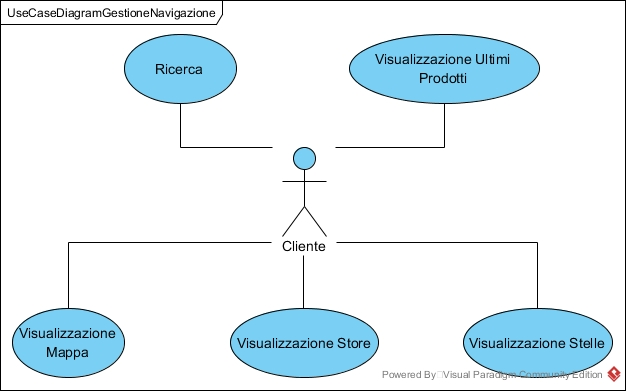 UseCaseDiagramGestioneNavigazione
Ricerca
Visualizzazione Ultimi
Prodotti
Cliente
Visualizzazione
Mappa
Visualizzazione Store
Visualizzazione Stelle
Powered By Visual Paradigm Community Edition